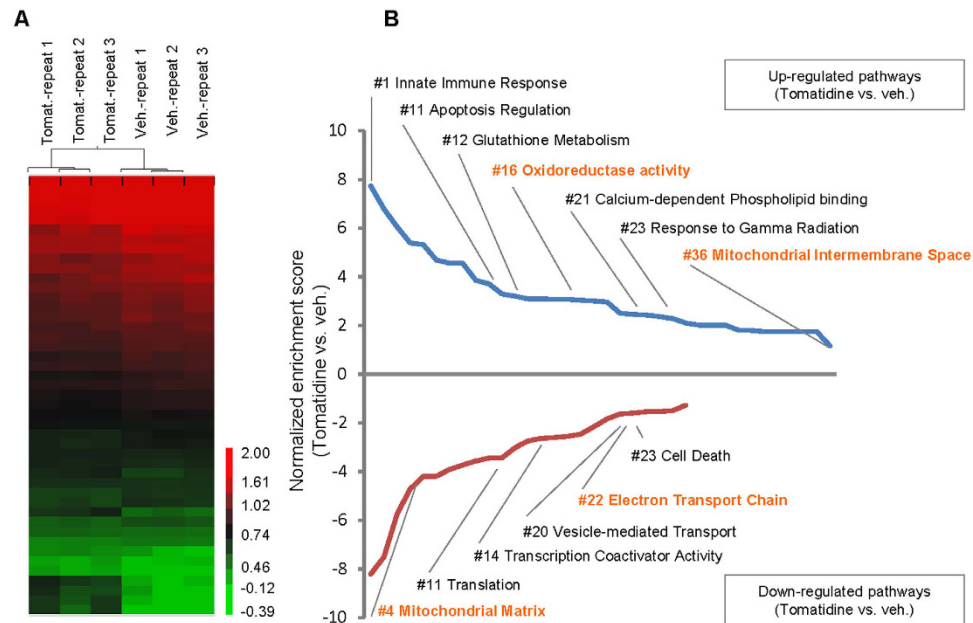 A
Tomat.-repeat 1
Tomat.-repeat 2
Tomat.-repeat 3
Veh.-repeat 1
Veh.-repeat 2
Veh.-repeat 3
2.00
1.61
1.02
0.74
0.46
-0.12
-0.39
B
Normalized enrichment score
(Tomatidine vs. veh.)
10
8
6
4
2
0
-2
-4
-6
-8
-10
Up-regulated pathways
(Tomatidine vs. veh.)
#1 Innate Immune Response
#11 Apoptosis Regulation
#12 Glutathione Metabolism
#16 Oxidoreductase activity
#21 Calcium-dependent Phospholipid binding
#23 Response to Gamma Radiation
#36 Mitochondrial Intermembrane Space
#23 Cell Death
#22 Electron Transport Chain
#20 Vesicle-mediated Transport
#14 Transcription Coactivator Activity
#11 Translation
#4 Mitochondrial Matrix
Down-regulated pathways
(Tomatidine vs. veh.)